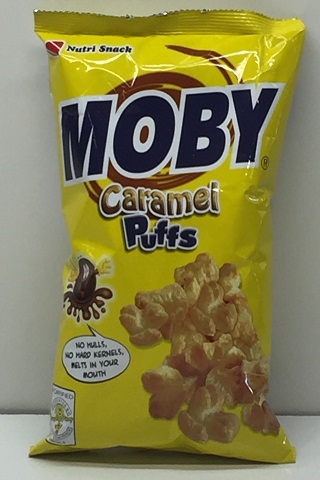 Nutri Snack
MOBY®
Caramel
Puffs
NO HULLS,
NO HARD KERNELS,
MELTS IN YOUR
MOUTH